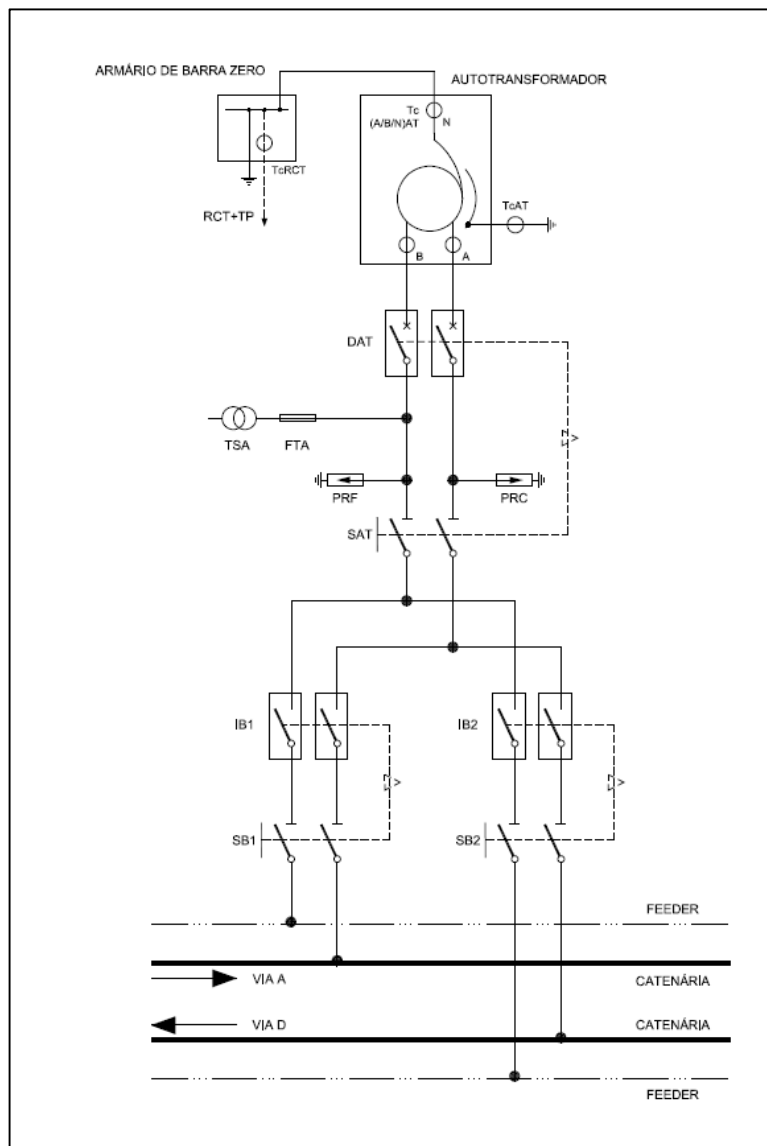 ARMÁRIO DE BARRA ZERO
AUTOTRANSFORMADOR
Tc
(A/B/N)AT
N
TcRCT
TcAT
RCT+TP
B
A
DAT
TSA
FTA
PRF
PRC
SAT
IB1
IB2
SB1
SB2
FEEDER
VIA A
CATENÁRIA
VIA D
CATENÁRIA
FEEDER